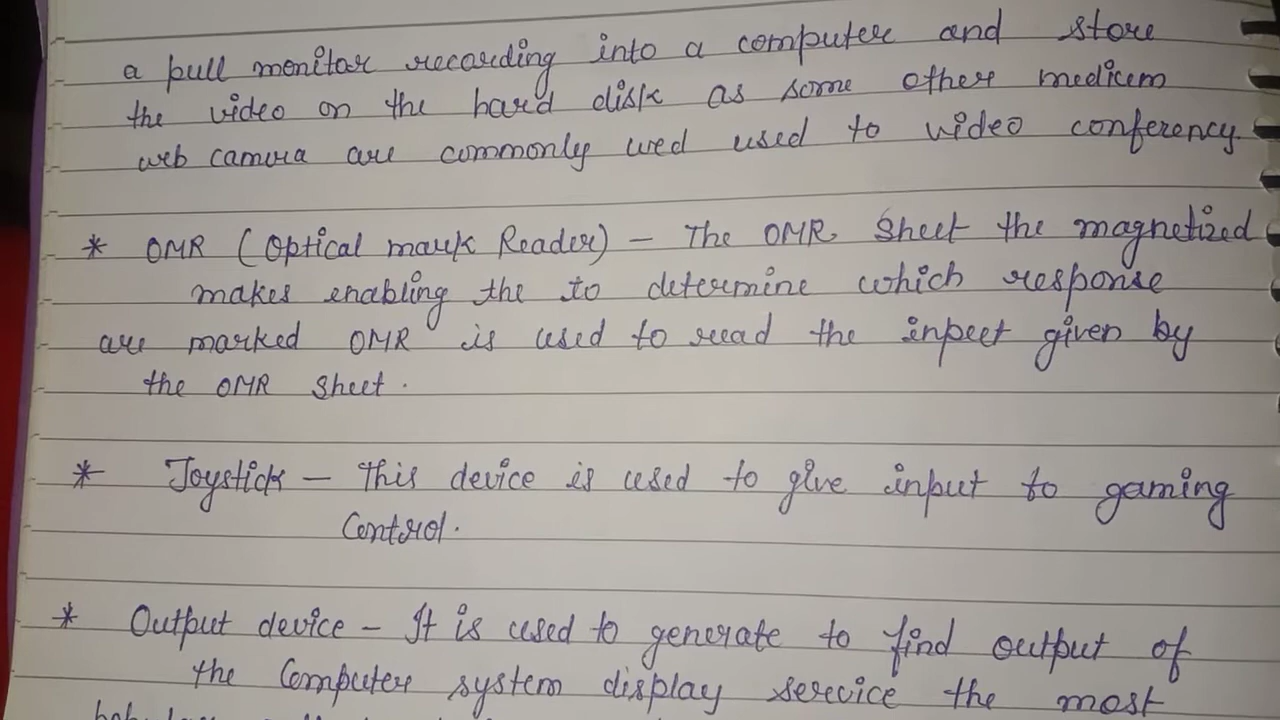 a pull monitor recording into a computer and store
the video on the hard disk as some other medium
web camera are commonly wed used to video conferency
* OMR (Optical mark Reader) - The OMR Sheet the magnetized
makes enabling the to determine which response
are marked OMR is used to read the input given by
the OMR Sheet.
* Joystick - This device is used to give input to gaming
Control.
* Output device - It is used to generate to find output of
the Computer system display service the most